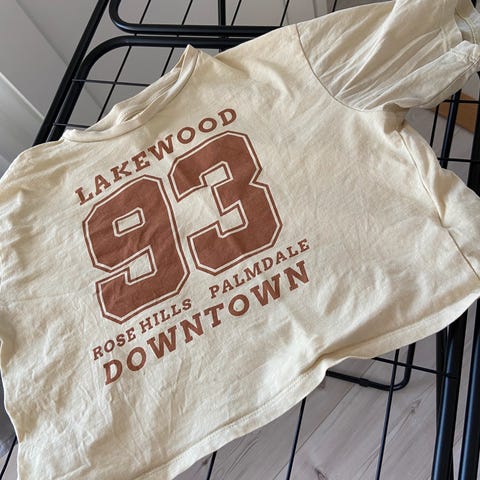 LAKEWOOD
93
ROSE HILLS PALMDALE
DOWNTOWN